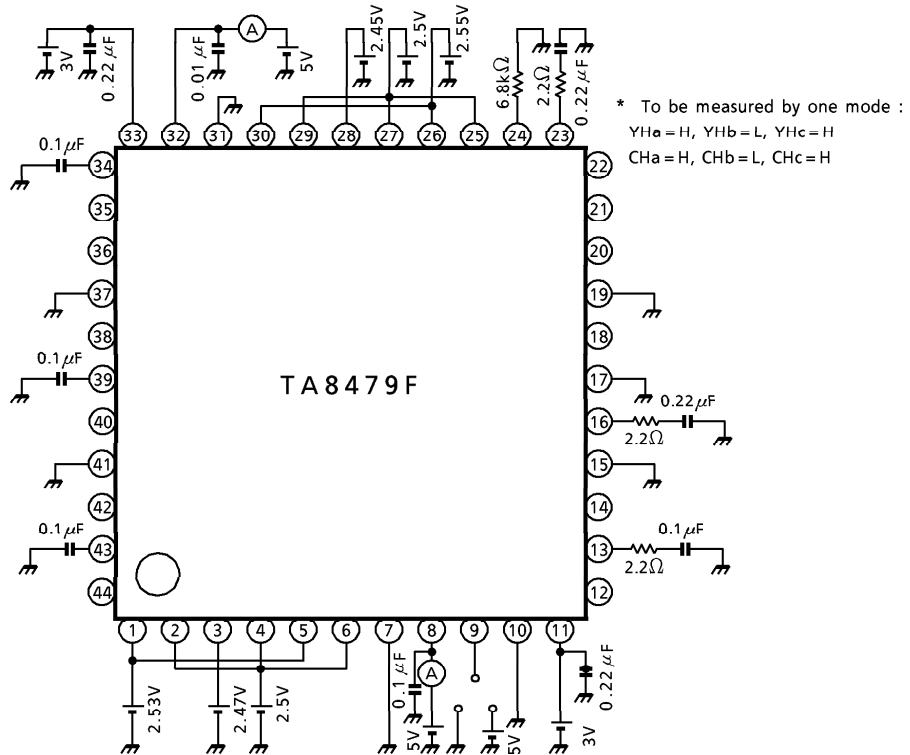 3V
0.22 μF
0.01 μF
A
5V
2.45V
2.5V
2.55V
6.8kΩ
2.2Ω
0.22 μF
* To be measured by one mode :
YHa = H, YHb = L, YHc = H
CHa = H, CHb = L, CHc = H
33 32 31 30 29 28 27 26 25 24 23
0.1 μF
34
35
36
37
38
0.1 μF
39
40
41
42
0.1 μF
43
44
TA8479F
22
21
20
19
18
17
0.22 μF
16
2.2Ω
15
14
0.1 μF
13
2.2Ω
12
1 2 3 4 5 6 7 8 9 10 11
2.53V
2.47V
2.5V
0.1 μF
A
5V
5V
3V
0.22 μF